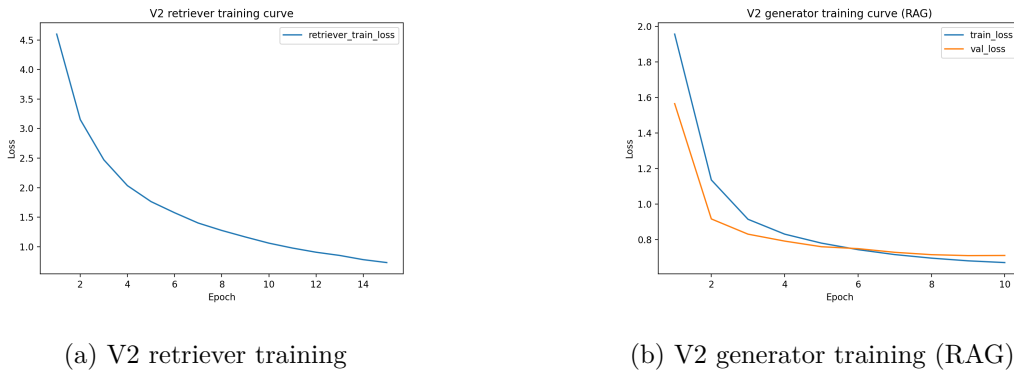 V2 retriever training curve
retriever_train_loss
4.5
4.0
3.5
3.0
2.5
2.0
1.5
1.0
Loss
2 4 6 8 10 12 14
Epoch
(a) V2 retriever training
V2 generator training curve (RAG)
train_loss
val_loss
2.0
1.8
1.6
1.4
1.2
1.0
0.8
Loss
2 4 6 8 10
Epoch
(b) V2 generator training (RAG)